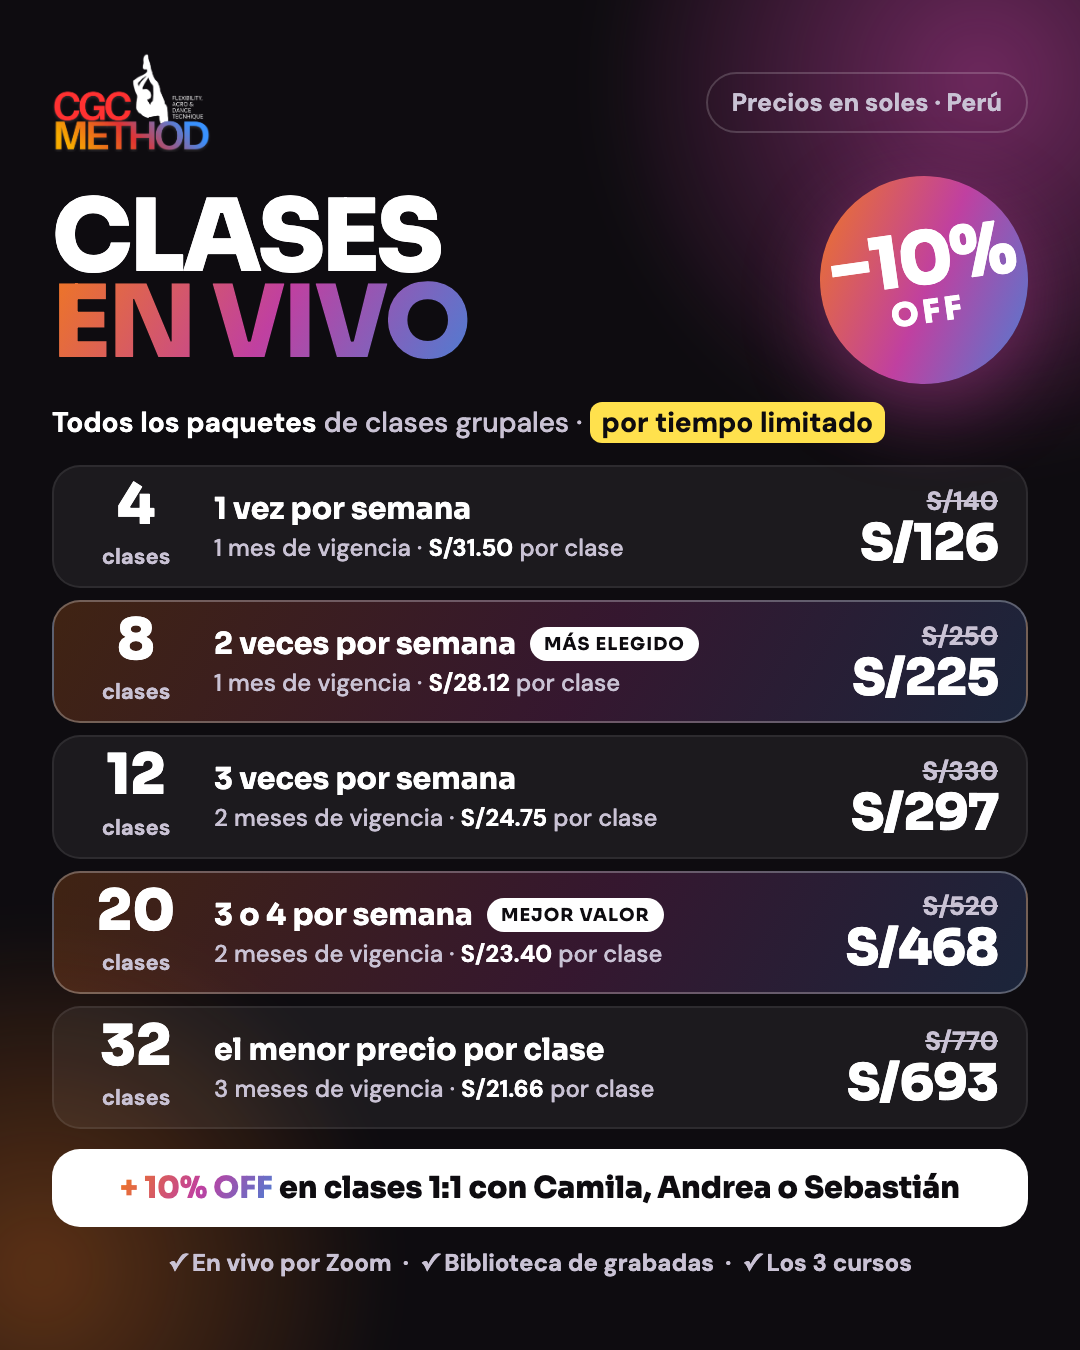 CGC
METHOD
FLEXIBILITY,
ACRO &
DANCE
TECNHIQUE
Precios en soles · Perú
CLASES
EN VIVO
–10%
OFF
Todos los paquetes de clases grupales · por tiempo limitado
4
clases
1 vez por semana
1 mes de vigencia · S/31.50 por clase
S/140
S/126
8
clases
2 veces por semana MÁS ELEGIDO
1 mes de vigencia · S/28.12 por clase
S/250
S/225
12
clases
3 veces por semana
2 meses de vigencia · S/24.75 por clase
S/330
S/297
20
clases
3 o 4 por semana MEJOR VALOR
2 meses de vigencia · S/23.40 por clase
S/520
S/468
32
clases
el menor precio por clase
3 meses de vigencia · S/21.66 por clase
S/770
S/693
+ 10% OFF en clases 1:1 con Camila, Andrea o Sebastián
✓ En vivo por Zoom · ✓ Biblioteca de grabadas · ✓ Los 3 cursos